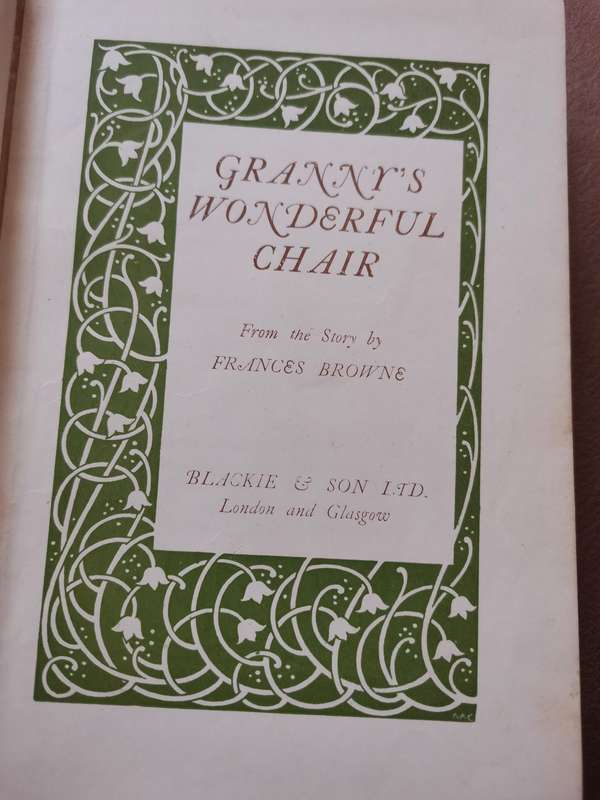 GRANNY'S
WONDERFUL
CHAIR
From the Story by
FRANCES BROWNE
BLACKIE & SON LTD.
London and Glasgow